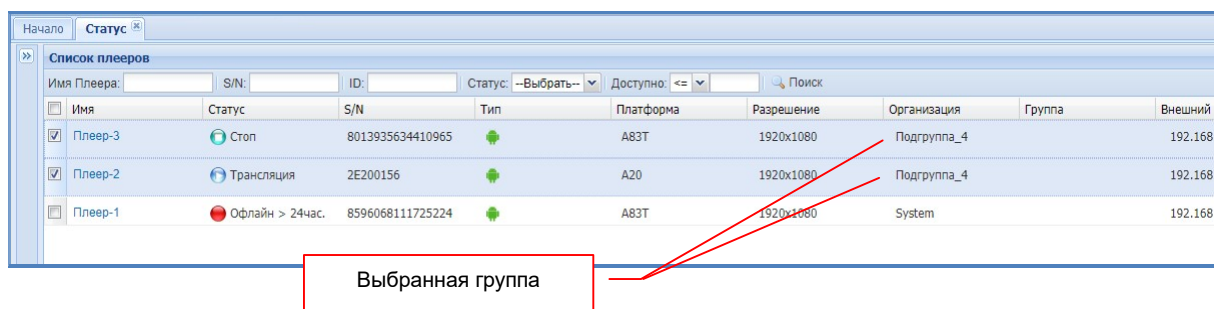 Начало Статус
Список плееров
Имя Плеера: S/N: ID: Статус: --Выбрать-- Доступно: <= Поиск
Имя Статус S/N Тип Платформа Разрешение Организация Группа Внешний
Плеер-3 Стоп 8013935634410965 A83T 1920x1080 Подгруппа_4 192.168
Плеер-2 Трансляция 2E200156 A20 1920x1080 Подгруппа_4 192.168
Плеер-1 Офлайн > 24час. 8596068111725224 A83T 1920x1080 System 192.168
Выбранная группа